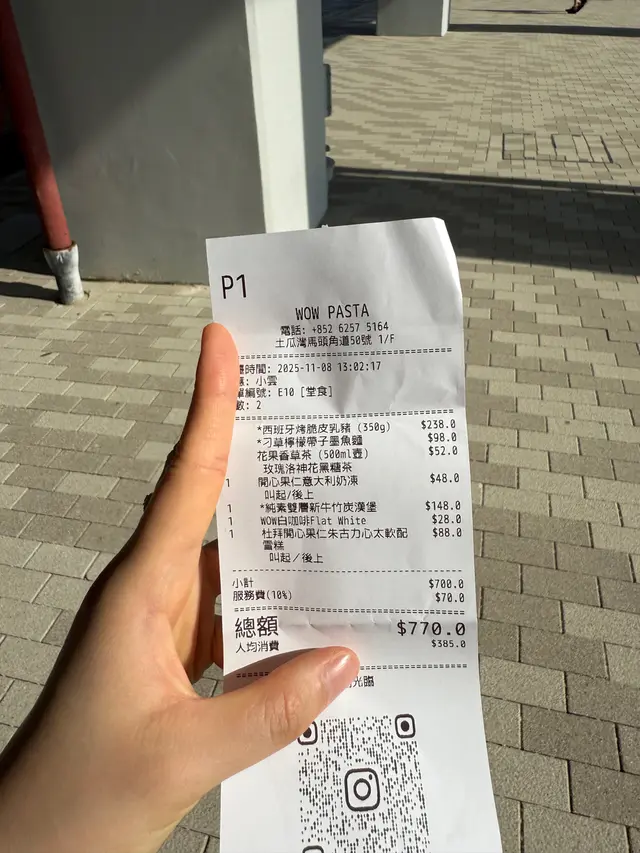 P1
WOW PASTA
電話: +852 6257 5164
土瓜灣馬頭角道50號 1/F
時間: 2025-11-08 13:02:17
: 小雲
編號: E10 [堂食]
: 2
*西班牙烤脆皮乳豬 (350g) $238.0
*刁草檸檬帶子墨魚麵 $98.0
花果香草茶 (500ml壺) $52.0
玫瑰洛神花黑糖茶
1 開心果仁意大利奶凍 $48.0
叫起/後上
1 *純素雙層新牛竹炭漢堡 $148.0
1 WOW白咖啡Flat White $28.0
1 杜拜開心果仁朱古力心太軟配 $88.0
雪糕
叫起/後上
小計 $700.0
服務費(10%) $70.0
總額 $770.0
人均消費 $385.0
光臨